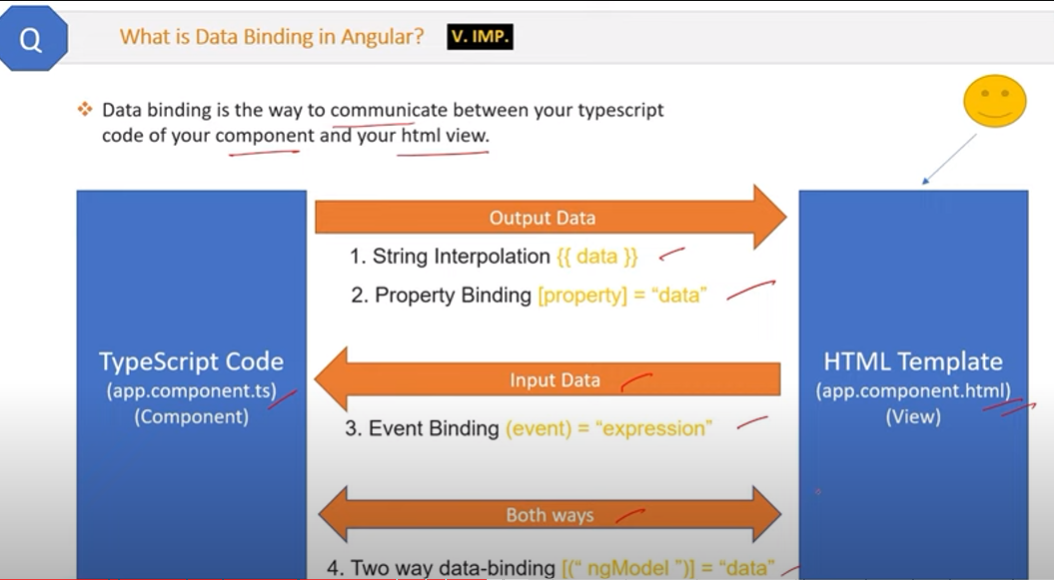 Q
What is Data Binding in Angular?
V. IMP.
Data binding is the way to communicate between your typescript
code of your component and your html view.
Output Data
1. String Interpolation {{ data }}
2. Property Binding [property] = “data”
TypeScript Code
(app.component.ts)
(Component)
Input Data
3. Event Binding (event) = “expression”
HTML Template
(app.component.html)
(View)
Both ways
4. Two way data-binding [(“ ngModel ”)] = “data”